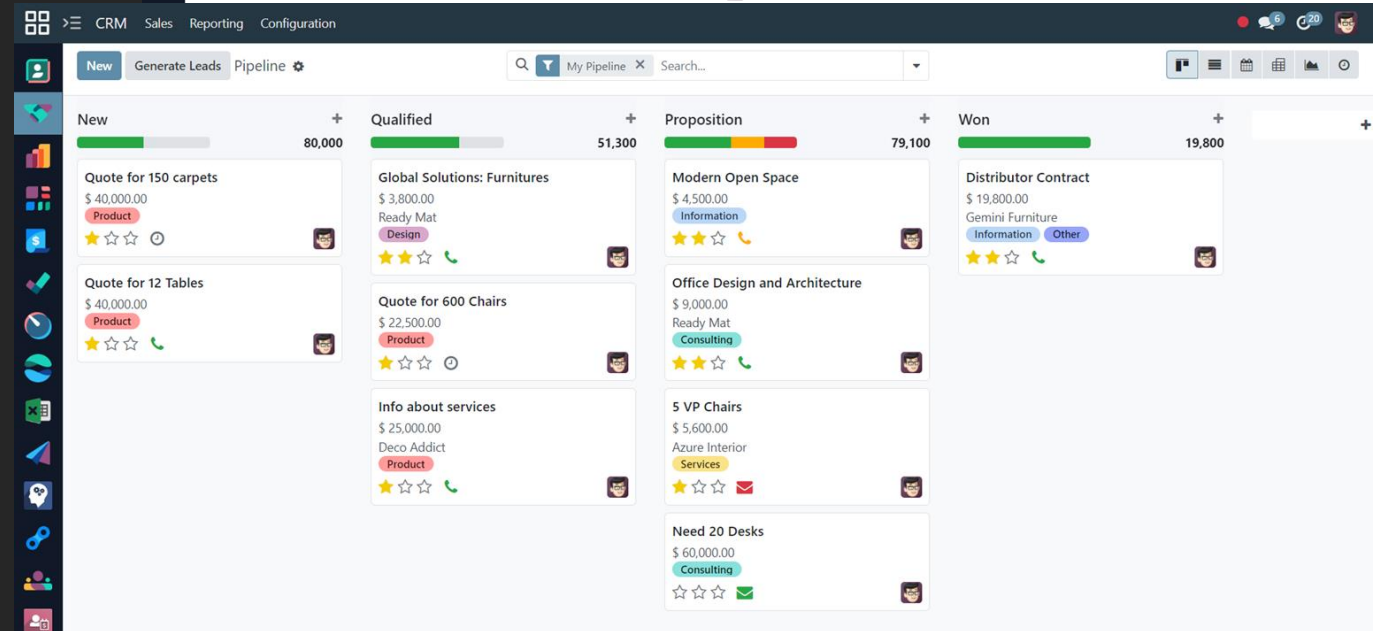 CRM Sales Reporting Configuration
6 20
New Generate Leads Pipeline
My Pipeline Search...
New
80,000
Quote for 150 carpets
$ 40,000.00
Product
Quote for 12 Tables
$ 40,000.00
Product
Qualified
51,300
Global Solutions: Furnitures
$ 3,800.00
Ready Mat
Design
Quote for 600 Chairs
$ 22,500.00
Product
Info about services
$ 25,000.00
Deco Addict
Product
Proposition
79,100
Modern Open Space
$ 4,500.00
Information
Office Design and Architecture
$ 9,000.00
Ready Mat
Consulting
5 VP Chairs
$ 5,600.00
Azure Interior
Services
Need 20 Desks
$ 60,000.00
Consulting
Won
19,800
Distributor Contract
$ 19,800.00
Gemini Furniture
Information Other